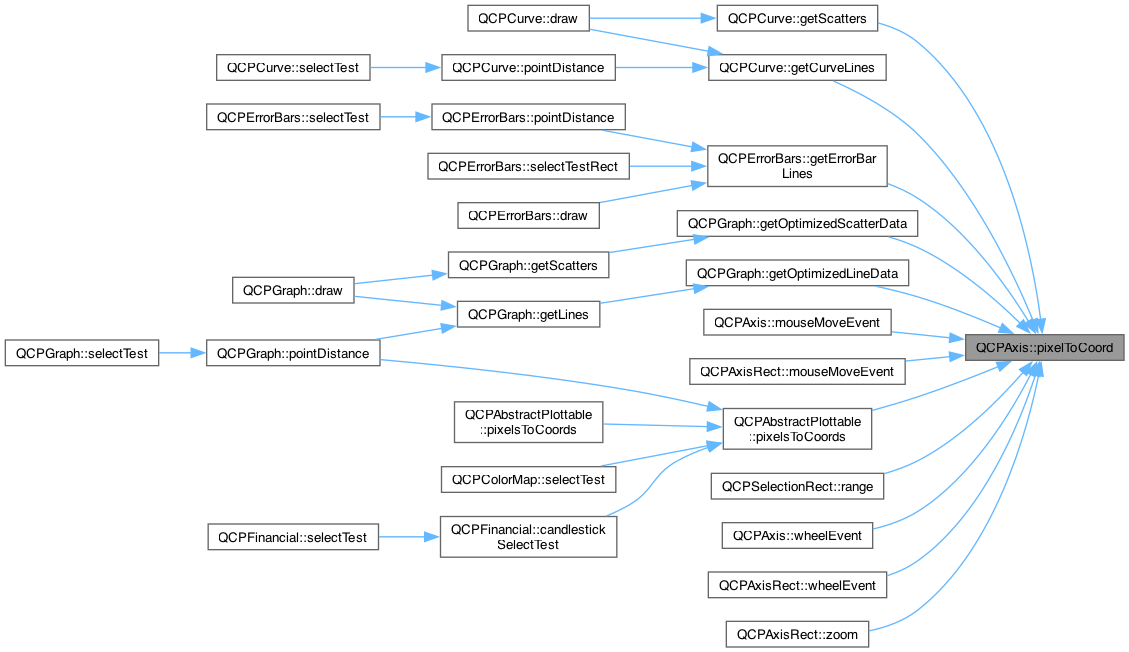 QCPCurve::draw
QCPCurve::getScatters
QCPCurve::selectTest
QCPCurve::pointDistance
QCPCurve::getCurveLines
QCPErrorBars::selectTest
QCPErrorBars::pointDistance
QCPErrorBars::getErrorBar
Lines
QCPErrorBars::selectTestRect
QCPErrorBars::draw
QCPGraph::getOptimizedScatterData
QCPGraph::getScatters
QCPGraph::getOptimizedLineData
QCPGraph::draw
QCPGraph::getLines
QCPAxis::mouseMoveEvent
QCPAxis::pixelToCoord
QCPGraph::selectTest
QCPGraph::pointDistance
QCPAxisRect::mouseMoveEvent
QCPAbstractPlottable
::pixelsToCoords
QCPAbstractPlottable
::pixelsToCoords
QCPColorMap::selectTest
QCPSelectionRect::range
QCPFinancial::selectTest
QCPFinancial::candlestick
SelectTest
QCPAxis::wheelEvent
QCPAxisRect::wheelEvent
QCPAxisRect::zoom